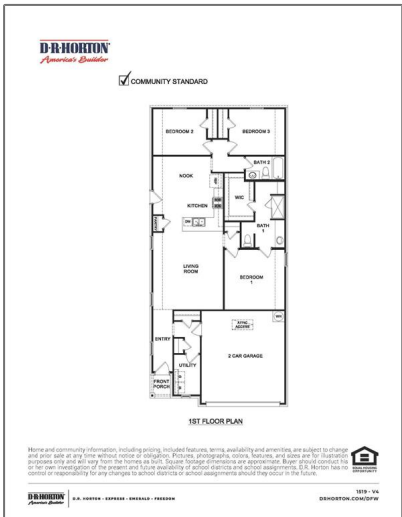 D·R·HORTON
America's Builder
COMMUNITY STANDARD
BEDROOM 2
BEDROOM 3
BATH 2
NOOK
WIC
KITCHEN
DW
PANTRY
BATH
1
LIVING
ROOM
BEDROOM
1
ATTIC
ACCESS
WH
ENTRY
2 CAR GARAGE
UTILITY
FRONT
PORCH
1ST FLOOR PLAN
Home and community information, including pricing, included features, terms, availability and amenities, are subject to change
and prior sale at any time without notice or obligation. Pictures, photographs, colors, features, and sizes are for illustration
purposes only and will vary from the homes as built. Square footage dimensions are approximate. Buyer should conduct his
or her own investigation of the present and future availability of school districts and school assignments. D.R. Horton has no
control or responsibility for any changes to school districts or school assignments should they occur in the future.
EQUAL HOUSING
OPPORTUNITY
D·R·HORTON
America's Builder
D.R. HORTON - EXPRESS - EMERALD - FREEDOM
1519 - V4
DRHORTON.COM/DFW